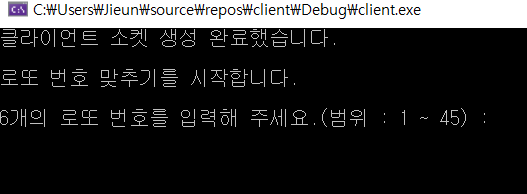 C:₩Users₩Jieun₩source₩repos₩client₩Debug₩client.exe
클라이언트 소켓 생성 완료했습니다.
로또 번호 맞추기를 시작합니다.
6개의 로또 번호를 입력해 주세요.(범위 : 1 ~ 45) :